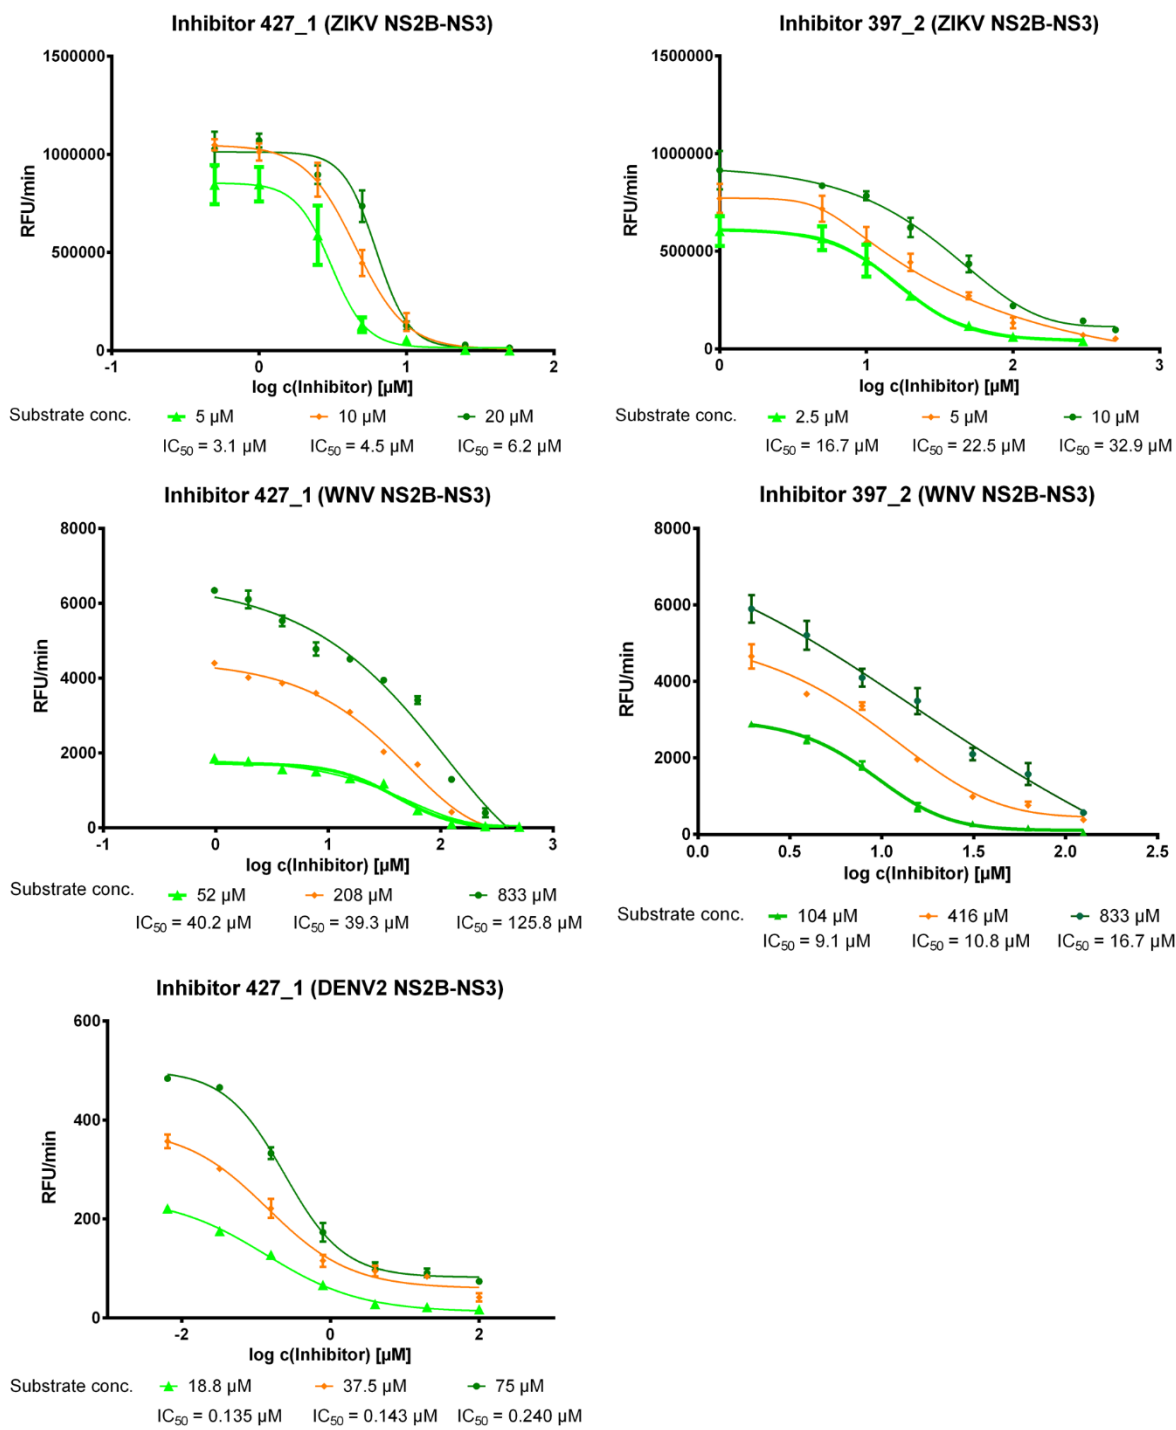 Inhibitor 427_1 (ZIKV NS2B-NS3)
1500000
1000000
500000
0
RFU/min
-1 0 1 2
log c(Inhibitor) [µM]
Substrate conc. 5 µM 10 µM 20 µM
IC50 = 3.1 µM IC50 = 4.5 µM IC50 = 6.2 µM
Inhibitor 397_2 (ZIKV NS2B-NS3)
1500000
1000000
500000
0
RFU/min
0 1 2 3
log c(Inhibitor) [µM]
Substrate conc. 2.5 µM 5 µM 10 µM
IC50 = 16.7 µM IC50 = 22.5 µM IC50 = 32.9 µM
Inhibitor 427_1 (WNV NS2B-NS3)
8000
6000
4000
2000
0
RFU/min
-1 0 1 2 3
log c(Inhibitor) [µM]
Substrate conc. 52 µM 208 µM 833 µM
IC50 = 40.2 µM IC50 = 39.3 µM IC50 = 125.8 µM
Inhibitor 397_2 (WNV NS2B-NS3)
8000
6000
4000
2000
0
RFU/min
0.0 0.5 1.0 1.5 2.0 2.5
log c(Inhibitor) [µM]
Substrate conc. 104 µM 416 µM 833 µM
IC50 = 9.1 µM IC50 = 10.8 µM IC50 = 16.7 µM
Inhibitor 427_1 (DENV2 NS2B-NS3)
600
400
200
0
RFU/min
-2 0 2
log c(Inhibitor) [µM]
Substrate conc. 18.8 µM 37.5 µM 75 µM
IC50 = 0.135 µM IC50 = 0.143 µM IC50 = 0.240 µM